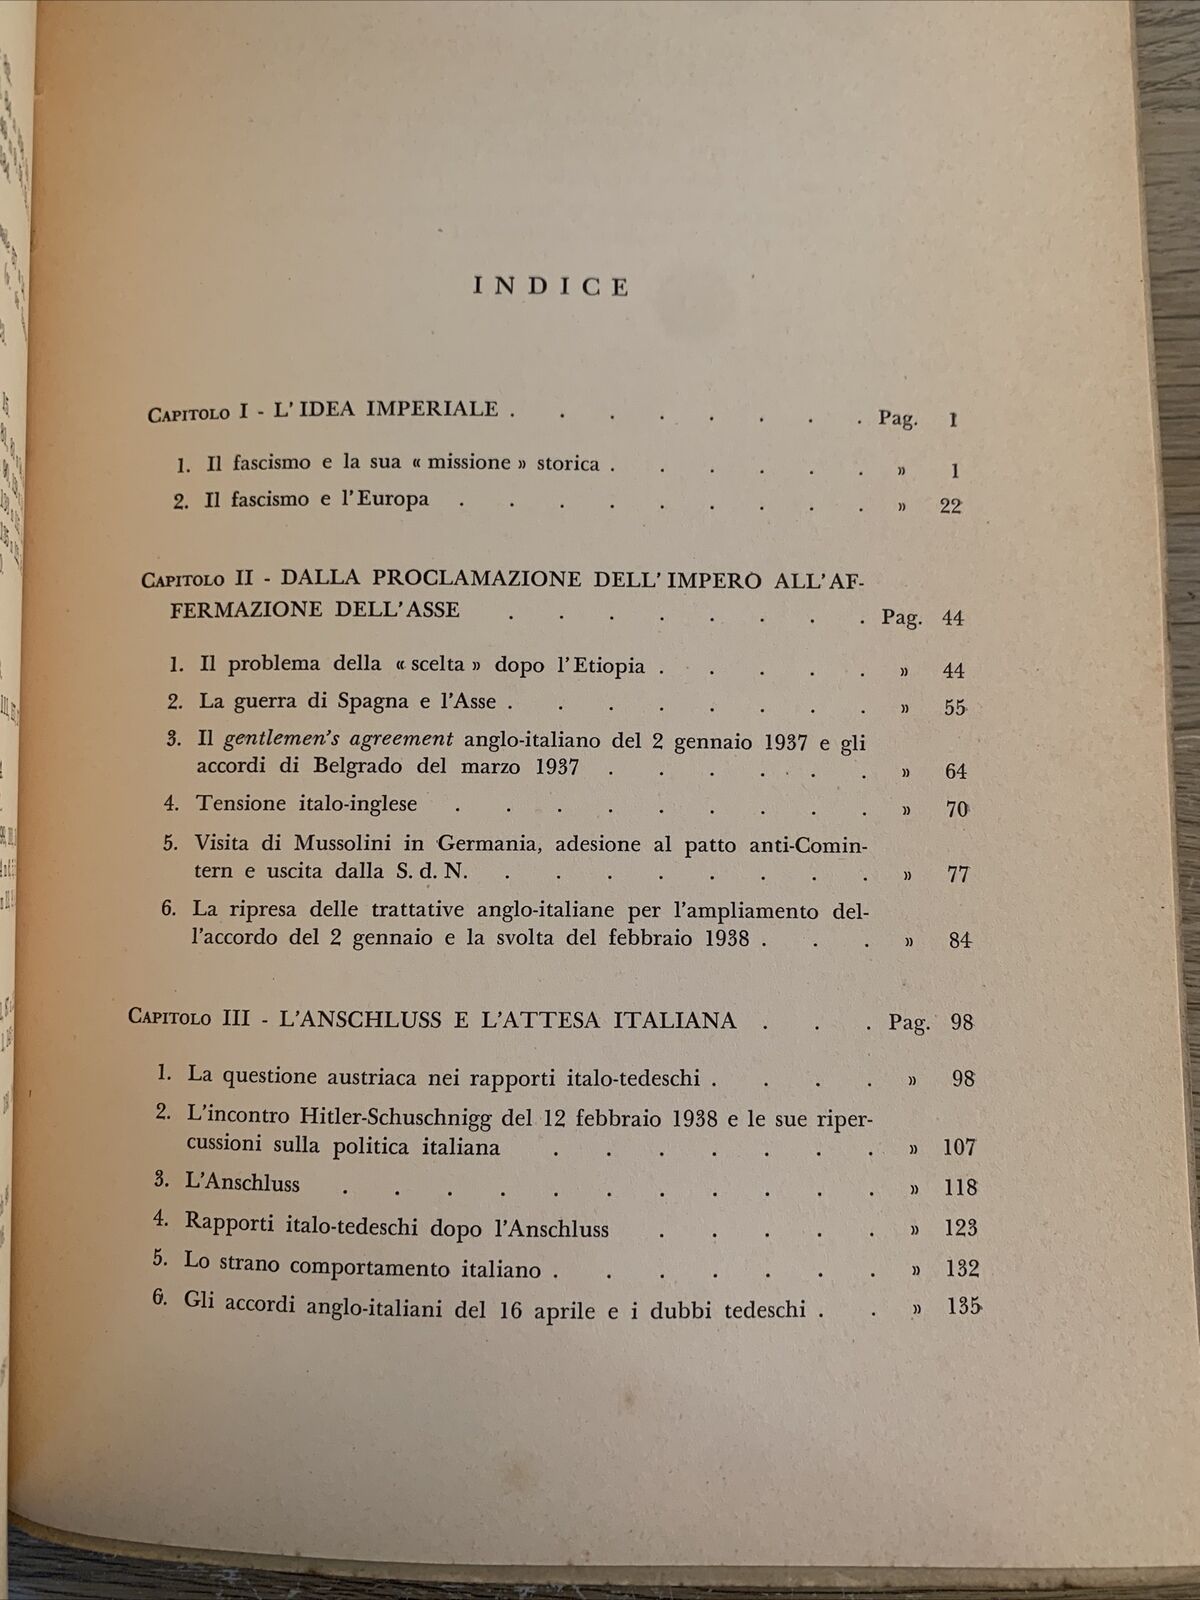 INDICE
CAPITOLO I - L'IDEA IMPERIALE . . . . . . . . Pag. 1
1. Il fascismo e la sua « missione » storica . . . . . . » 1
2. Il fascismo e l'Europa . . . . . . . . . » 22
CAPITOLO II - DALLA PROCLAMAZIONE DELL'IMPERO ALL'AF-
FERMAZIONE DELL'ASSE . . . . . . . . Pag. 44
1. Il problema della « scelta » dopo l'Etiopia . . . . . » 44
2. La guerra di Spagna e l'Asse . . . . . . . . » 55
3. Il gentlemen's agreement anglo-italiano del 2 gennaio 1937 e gli
accordi di Belgrado del marzo 1937 . . . . . . » 64
4. Tensione italo-inglese . . . . . . . . . » 70
5. Visita di Mussolini in Germania, adesione al patto anti-Comin-
tern e uscita dalla S. d. N. . . . . . . . . » 77
6. La ripresa delle trattative anglo-italiane per l'ampliamento del-
l'accordo del 2 gennaio e la svolta del febbraio 1938 . . . » 84
CAPITOLO III - L'ANSCHLUSS E L'ATTESA ITALIANA . . . Pag. 98
1. La questione austriaca nei rapporti italo-tedeschi . . . . » 98
2. L'incontro Hitler-Schuschnigg del 12 febbraio 1938 e le sue riper-
cussioni sulla politica italiana . . . . . . . » 107
3. L'Anschluss . . . . . . . . . . . » 118
4. Rapporti italo-tedeschi dopo l'Anschluss . . . . . » 123
5. Lo strano comportamento italiano . . . . . . . » 132
6. Gli accordi anglo-italiani del 16 aprile e i dubbi tedeschi . . » 135